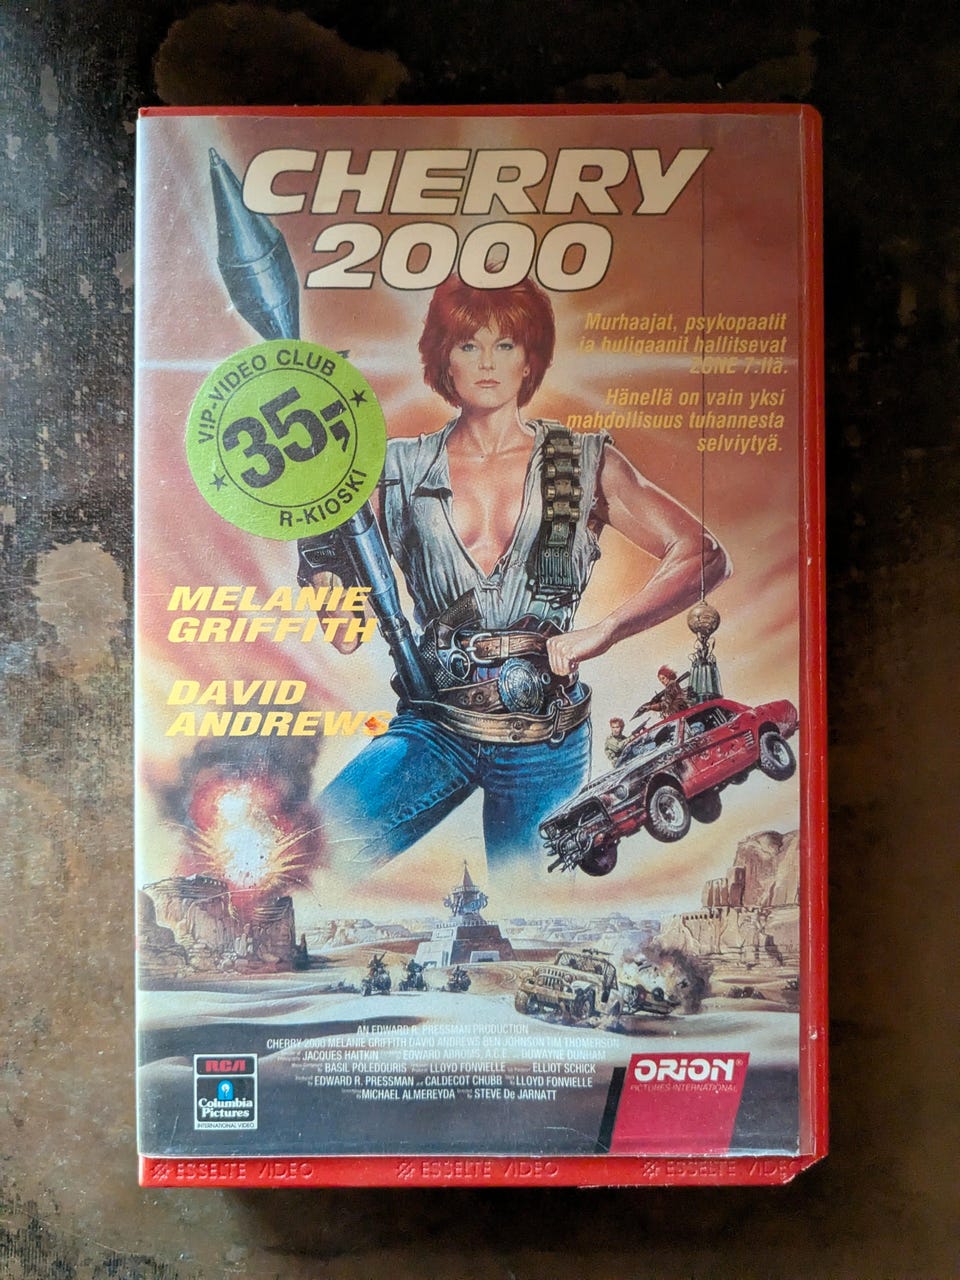 CHERRY
2000
Murhaajat, psykopaatit
ja huligaanit hallitsevat
ZONE 7:llä.
Hänellä on vain yksi
mahdollisuus tuhannesta
selviytyä.
VIP-VIDEO CLUB
35,-
R-KIOSKI
MELANIE
GRIFFITH
DAVID
ANDREWS
AN EDWARD R. PRESSMAN PRODUCTION
CHERRY 2000 MELANIE GRIFFITH DAVID ANDREWS BEN JOHNSON TIM THOMERSON
JACQUES HAITKIN EDWARD ABROMS, A.C.E. DUWAYNE DUNHAM
BASIL POLEDOURIS LLOYD FONVIELLE ELLIOT SCHICK
EDWARD R. PRESSMAN CALDECOT CHUBB LLOYD FONVIELLE
MICHAEL ALMEREYDA STEVE De JARNATT
RCA
Columbia
Pictures
INTERNATIONAL VIDEO
ORION®
PICTURES INTERNATIONAL
ESSELTE VIDEO ESSELTE VIDEO ESSELTE VIDEO